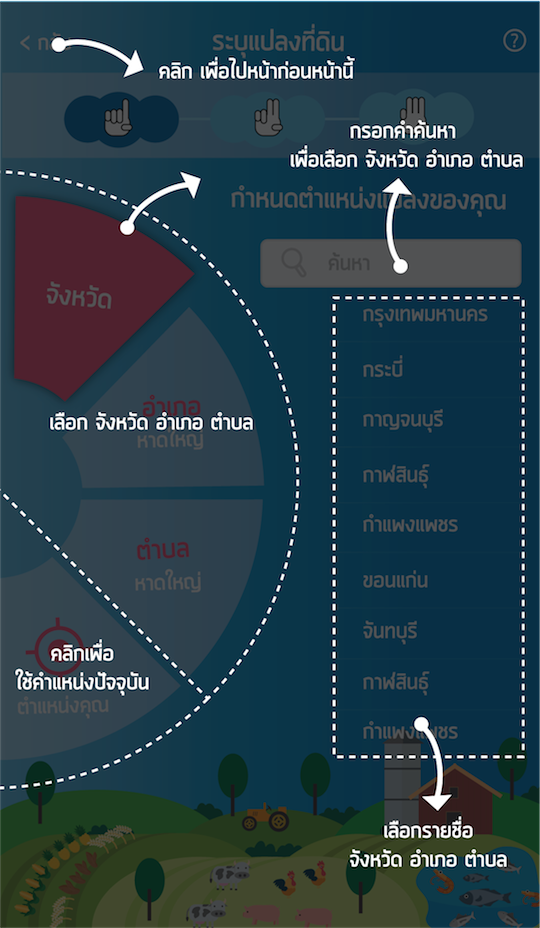 < กลับ
ระบุแปลงที่ดิน
?
คลิก เพื่อไปหน้าก่อนหน้านี้
กรอกคำค้นหา
เพื่อเลือก จังหวัด อำเภอ ตำบล
กำหนดตำแหน่งแปลงของคุณ
ค้นหา
จังหวัด
กรุงเทพมหานคร
กระบี่
กาญจนบุรี
กาฬสินธุ์
กำแพงเพชร
ขอนแก่น
จันทบุรี
กาฬสินธุ์
กำแพงเพชร
อำเภอ
เลือก จังหวัด อำเภอ ตำบล
หาดใหญ่
ตำบล
หาดใหญ่
คลิกเพื่อ
ใช้ตำแหน่งปัจจุบัน
ตำแหน่งคุณ
เลือกรายชื่อ
จังหวัด อำเภอ ตำบล